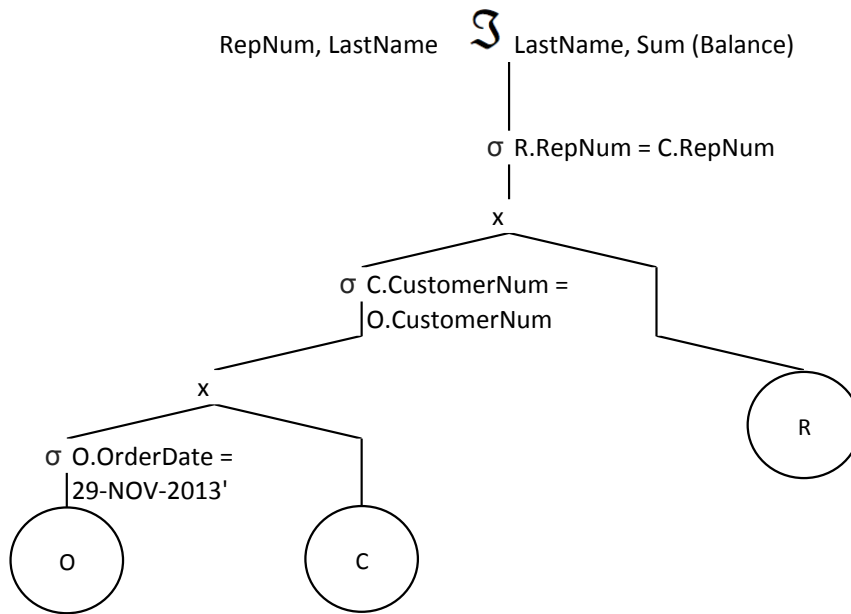 RepNum, LastName ℑ LastName, Sum (Balance)
σ R.RepNum = C.RepNum
x
σ C.CustomerNum =
O.CustomerNum
x
R
σ O.OrderDate =
29-NOV-2013'
O
C